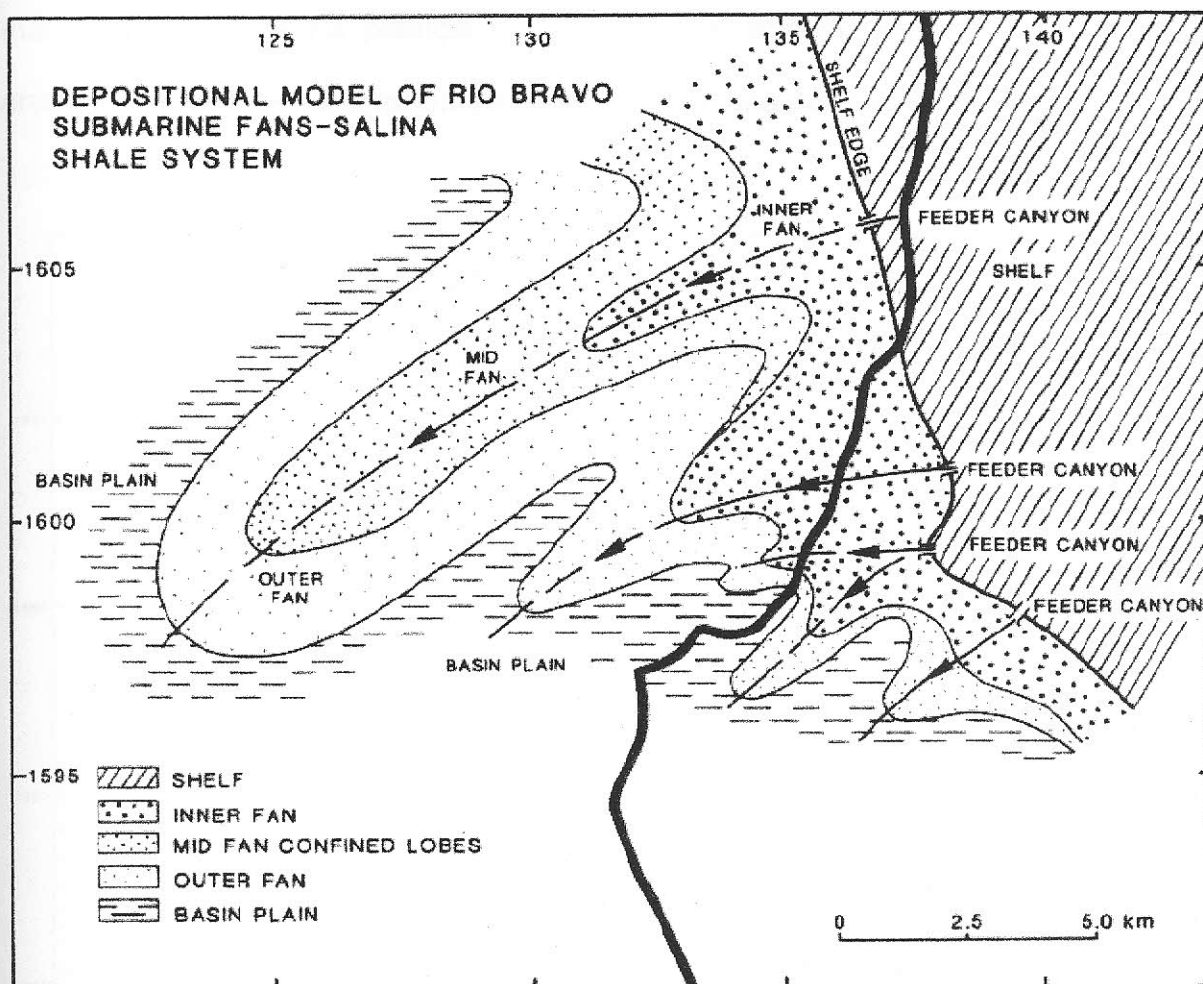 125 130 135 140
DEPOSITIONAL MODEL OF RIO BRAVO
SUBMARINE FANS-SALINA
SHALE SYSTEM
SHELF EDGE
INNER
FAN
FEEDER CANYON
1605
SHELF
MID
FAN
BASIN PLAIN
FEEDER CANYON
1600
FEEDER CANYON
OUTER
FAN
FEEDER CANYON
BASIN PLAIN
1595
SHELF
INNER FAN
MID FAN CONFINED LOBES
OUTER FAN
BASIN PLAIN
0 2.5 5.0 km